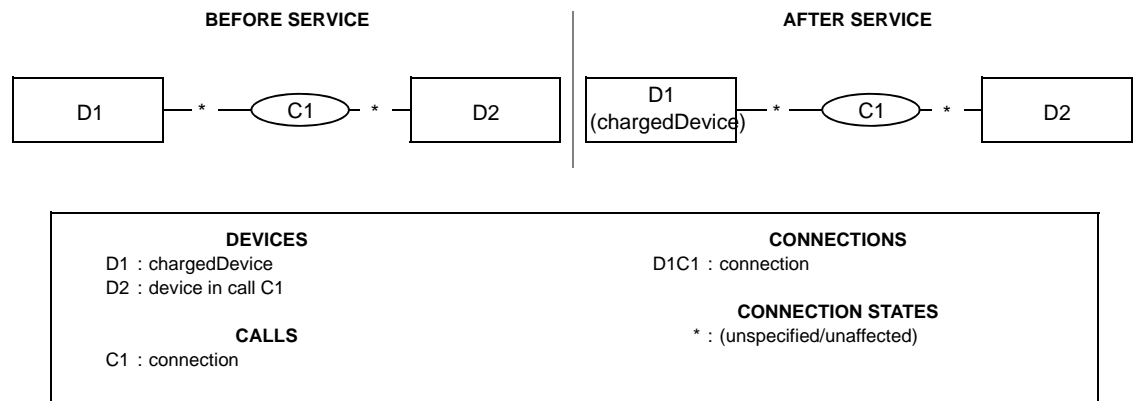 BEFORE SERVICE
AFTER SERVICE
D1 * C1 * D2
D1
(chargedDevice)
* C1 * D2
DEVICES
D1 : chargedDevice
D2 : device in call C1
CALLS
C1 : connection
CONNECTIONS
D1C1 : connection
CONNECTION STATES
* : (unspecified/unaffected)